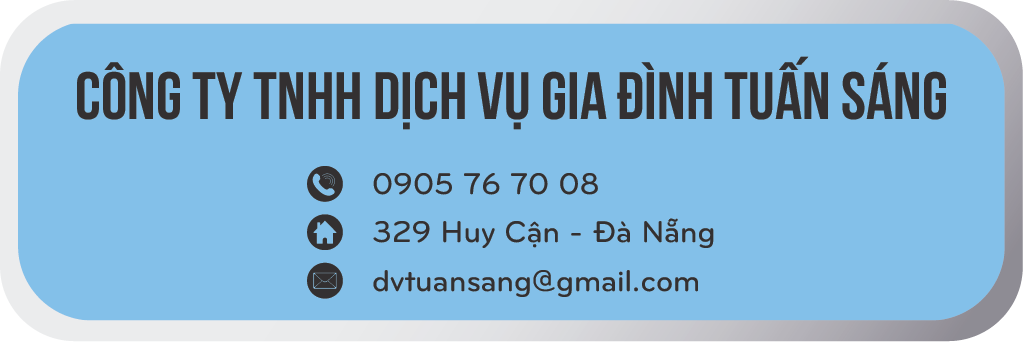 CÔNG TY TNHH DỊCH VỤ GIA ĐÌNH TUẤN SÁNG
0905 76 70 08
329 Huy Cận - Đà Nẵng
dvtuansang@gmail.com